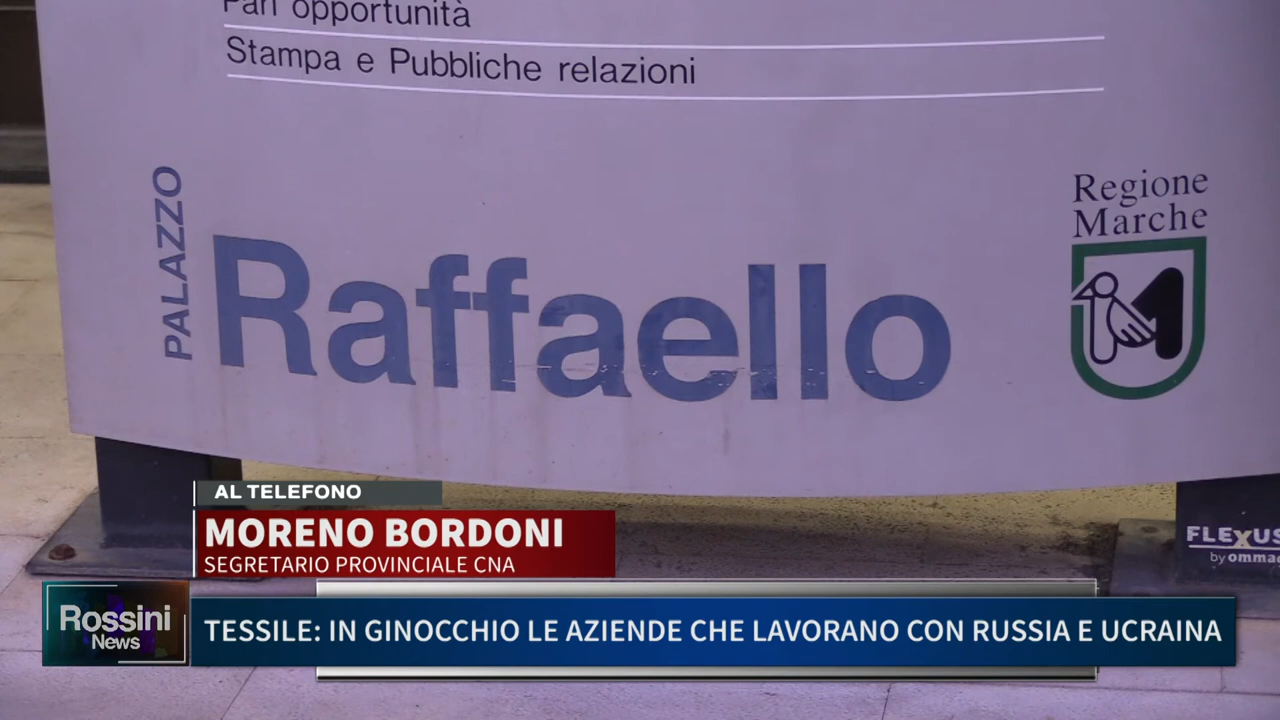 Pari opportunità
Stampa e Pubbliche relazioni
PALAZZO
Raffaello
Regione
Marche
AL TELEFONO
MORENO BORDONI
SEGRETARIO PROVINCIALE CNA
FLEXUS
by
Rossini
News
TESSILE: IN GINOCCHIO LE AZIENDE CHE LAVORANO CON RUSSIA E UCRAINA